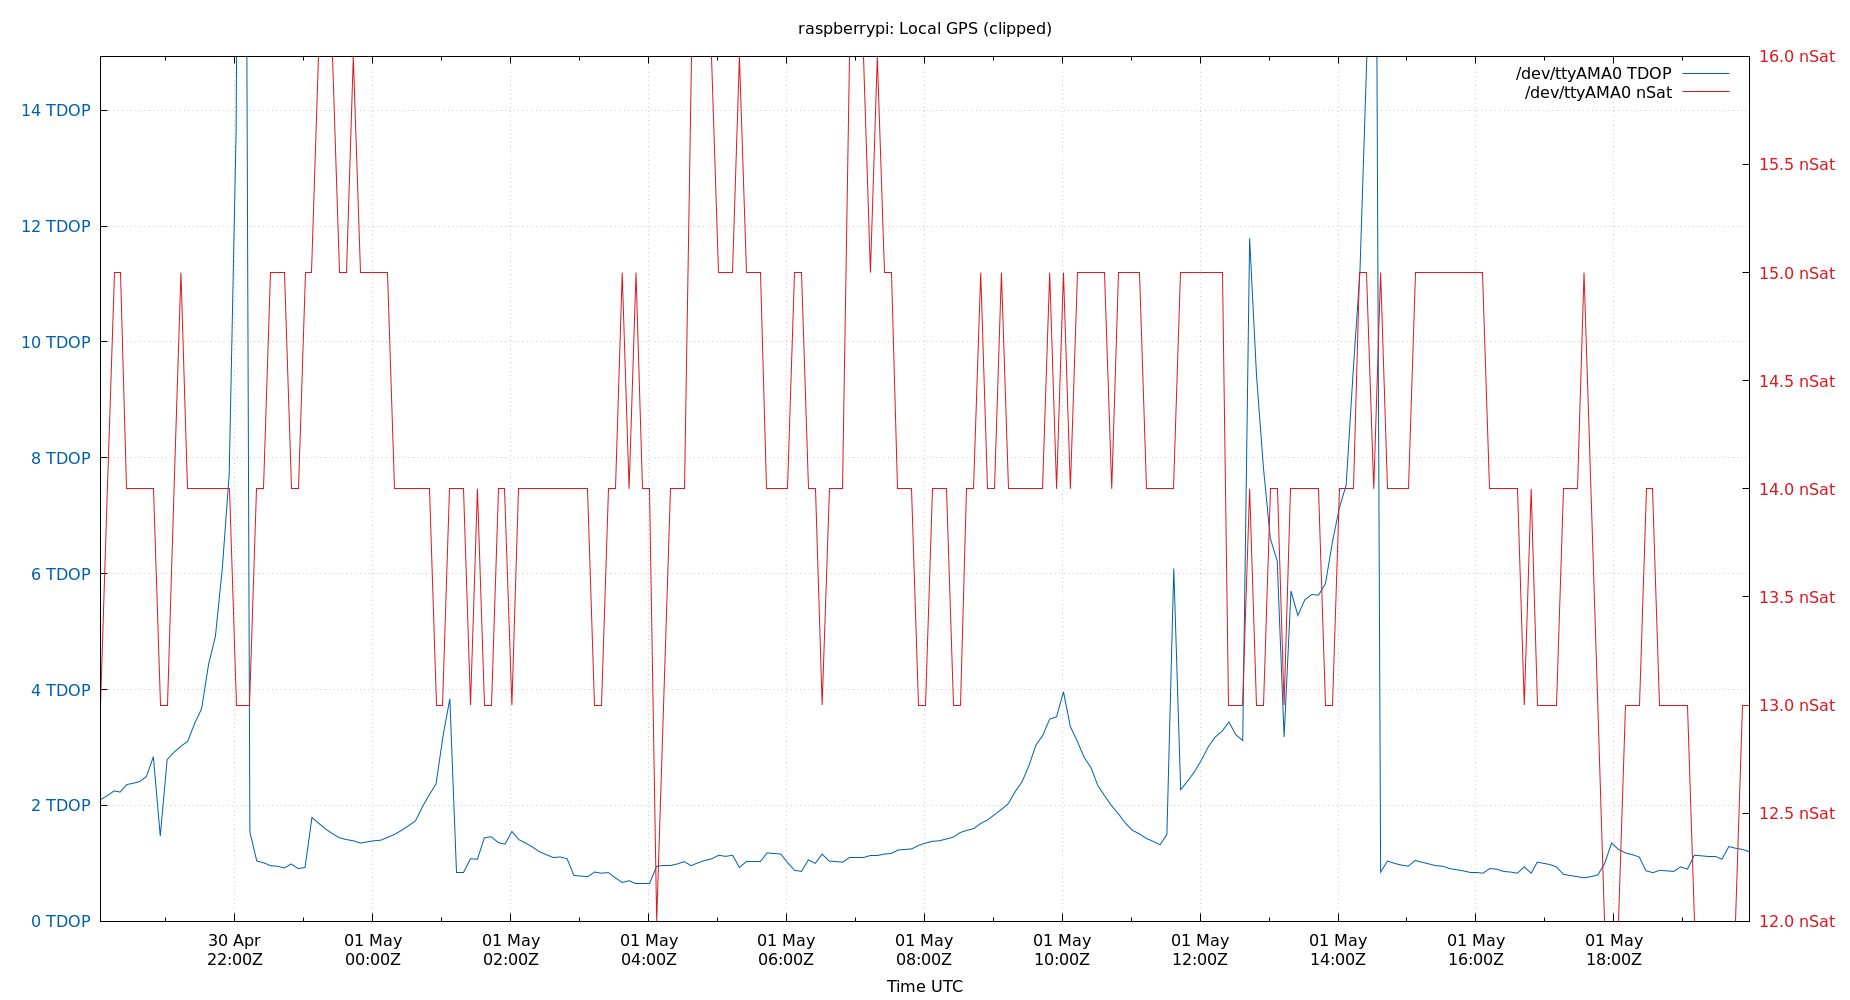 raspberrypi: Local GPS (clipped)
16.0 nSat
/dev/ttyAMA0 TDOP
/dev/ttyAMA0 nSat
14 TDOP
15.5 nSat
12 TDOP
15.0 nSat
10 TDOP
14.5 nSat
8 TDOP
14.0 nSat
6 TDOP
13.5 nSat
4 TDOP
13.0 nSat
2 TDOP
12.5 nSat
0 TDOP
12.0 nSat
30 Apr 01 May 01 May 01 May 01 May 01 May 01 May 01 May 01 May 01 May 01 May
22:00Z 00:00Z 02:00Z 04:00Z 06:00Z 08:00Z 10:00Z 12:00Z 14:00Z 16:00Z 18:00Z
Time UTC